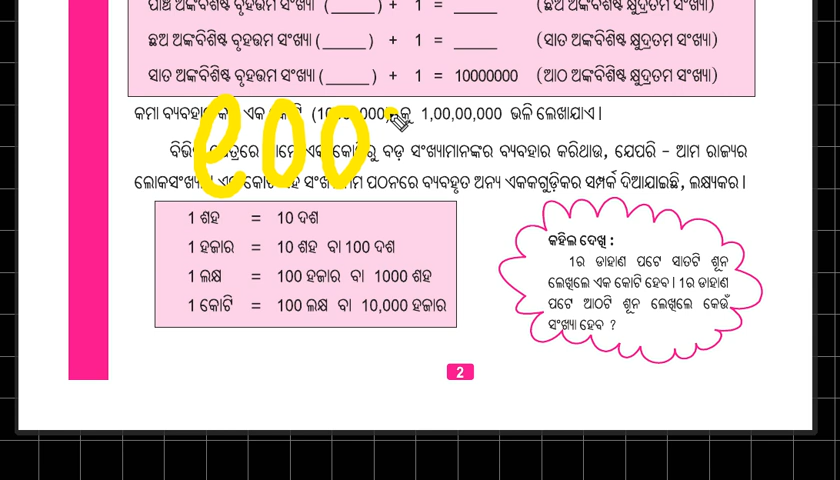 ପାଞ୍ଚ ଅଙ୍କବିଶିଷ୍ଟ ବୃହତ୍ତମ ସଂଖ୍ୟା (_____) + 1 = _____ (ଛଅ ଅଙ୍କବିଶିଷ୍ଟ କ୍ଷୁଦ୍ରତମ ସଂଖ୍ୟା)
ଛଅ ଅଙ୍କବିଶିଷ୍ଟ ବୃହତ୍ତମ ସଂଖ୍ୟା (_____) + 1 = _____ (ସାତ ଅଙ୍କବିଶିଷ୍ଟ କ୍ଷୁଦ୍ରତମ ସଂଖ୍ୟା)
ସାତ ଅଙ୍କବିଶିଷ୍ଟ ବୃହତ୍ତମ ସଂଖ୍ୟା (_____) + 1 = 10000000 (ଆଠ ଅଙ୍କବିଶିଷ୍ଟ କ୍ଷୁଦ୍ରତମ ସଂଖ୍ୟା)
କମା ଏକ 1,00,00,000 ଭଳି ଲେଖାଯାଏ।
ବଡ଼ ସଂଖ୍ୟାମାନଙ୍କର ବ୍ୟବହାର କରିଥାଉ, ଯେପରି - ଆମ ରାଜ୍ୟର
ପଠନରେ ବ୍ୟବହୃତ ଅନ୍ୟ ଏକକଗୁଡ଼ିକର ସମ୍ପର୍କ ଦିଆଯାଇଛି, ଲକ୍ଷ୍ୟକର।
୧୦୦
1 ଶହ = 10 ଦଶ
1 ହଜାର = 10 ଶହ ବା 100 ଦଶ
1 ଲକ୍ଷ = 100 ହଜାର ବା 1000 ଶହ
1 କୋଟି = 100 ଲକ୍ଷ ବା 10,000 ହଜାର
କହିଲ ଦେଖି :
1ର ଡାହାଣ ପଟେ ସାତଟି ଶୂନ
ଲେଖିଲେ ଏକ କୋଟି ହେବ। 1ର ଡାହାଣ
ପଟେ ଆଠଟି ଶୂନ ଲେଖିଲେ କେଉଁ
ସଂଖ୍ୟା ହେବ ?
2